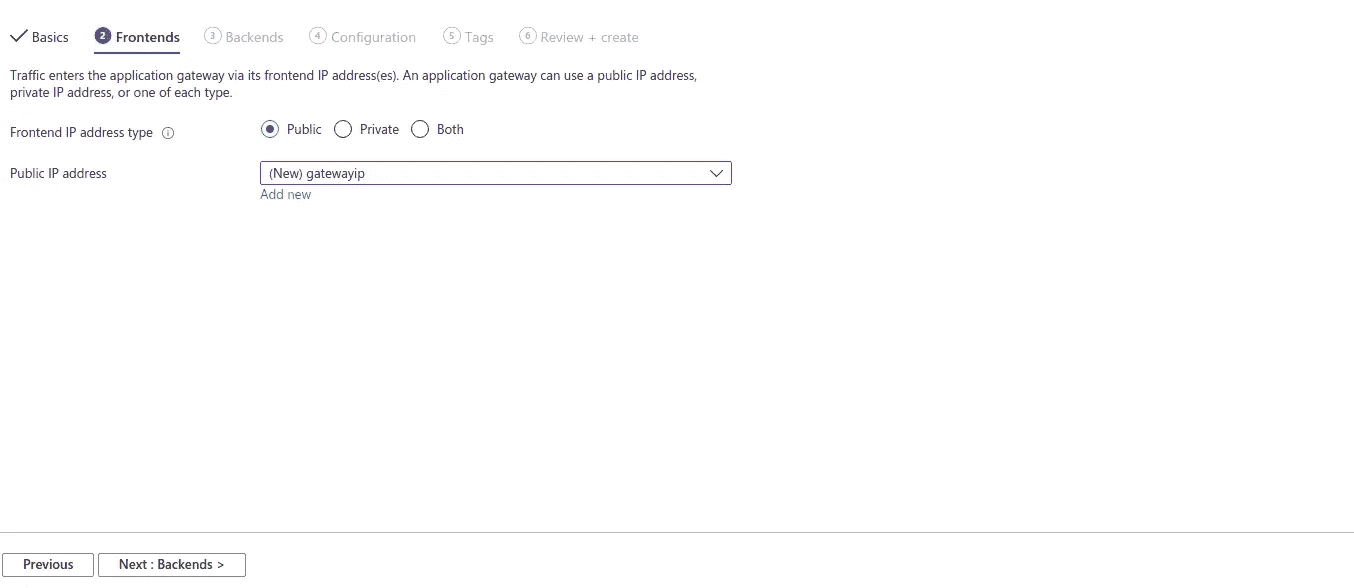 Basics 2 Frontends 3 Backends 4 Configuration 5 Tags 6 Review + create
Traffic enters the application gateway via its frontend IP address(es). An application gateway can use a public IP address,
private IP address, or one of each type.
Frontend IP address type Public Private Both
Public IP address (New) gatewayip
Add new
Previous Next : Backends >